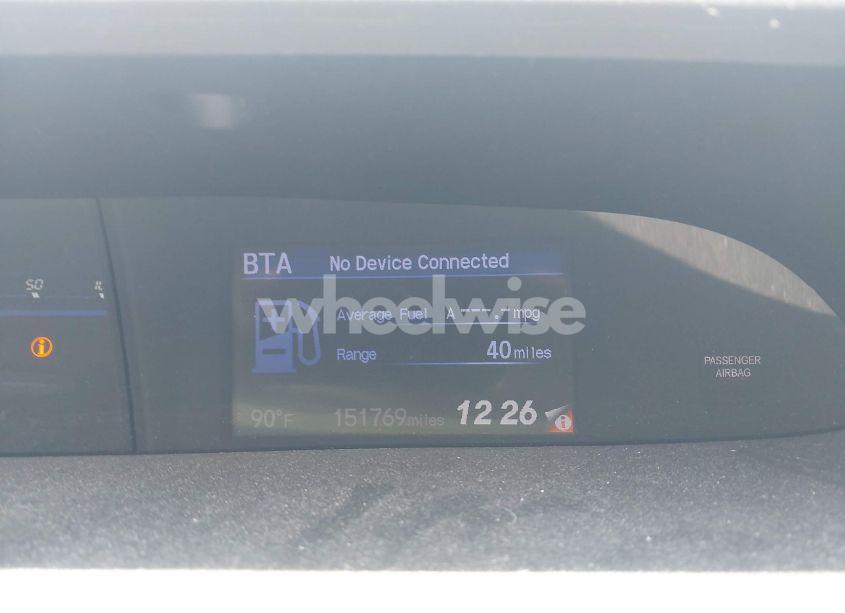 BTA No Device Connected
wheelwise
Average Fuel A ---.- mpg
Range 40 miles
90°F 151769 miles 12 26
PASSENGER
AIRBAG